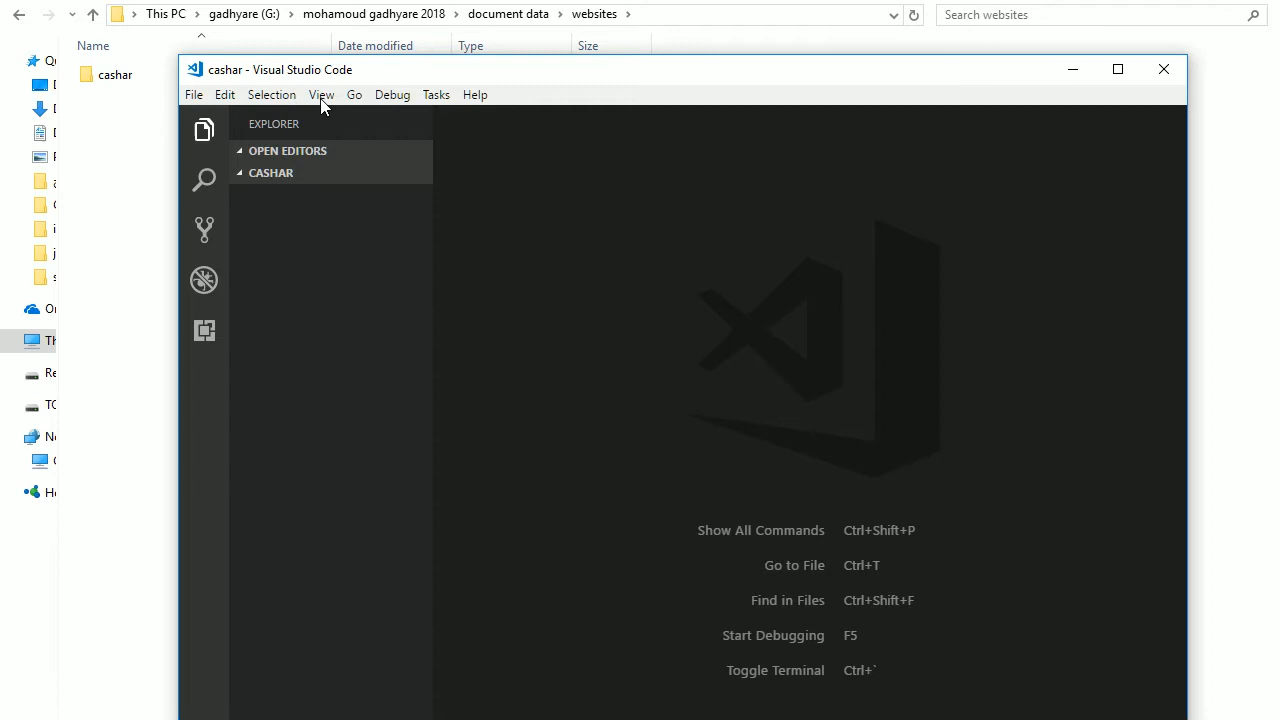 This PC > gadhyare (G:) > mohamoud gadhyare 2018 > document data > websites >
Search websites
Name
Date modified
Type
Size
cashar
cashar - Visual Studio Code
File Edit Selection View Go Debug Tasks Help
EXPLORER
OPEN EDITORS
CASHAR
Show All Commands Ctrl+Shift+P
Go to File Ctrl+T
Find in Files Ctrl+Shift+F
Start Debugging F5
Toggle Terminal Ctrl+`